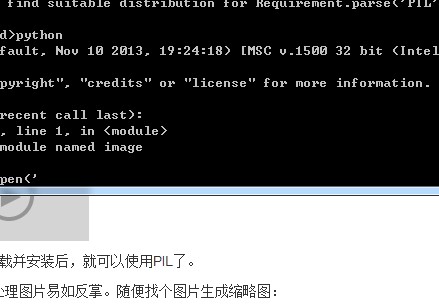 find suitable distribution for Requirement.parse('PIL'
d>python
fault, Nov 10 2013, 19:24:18) [MSC v.1500 32 bit (Intel
pyright", "credits" or "license" for more information.
recent call last):
, line 1, in <module>
module named image
pen('
载并安装后，就可以使用PIL了。
处理图片易如反掌。随便找个图片生成缩略图：